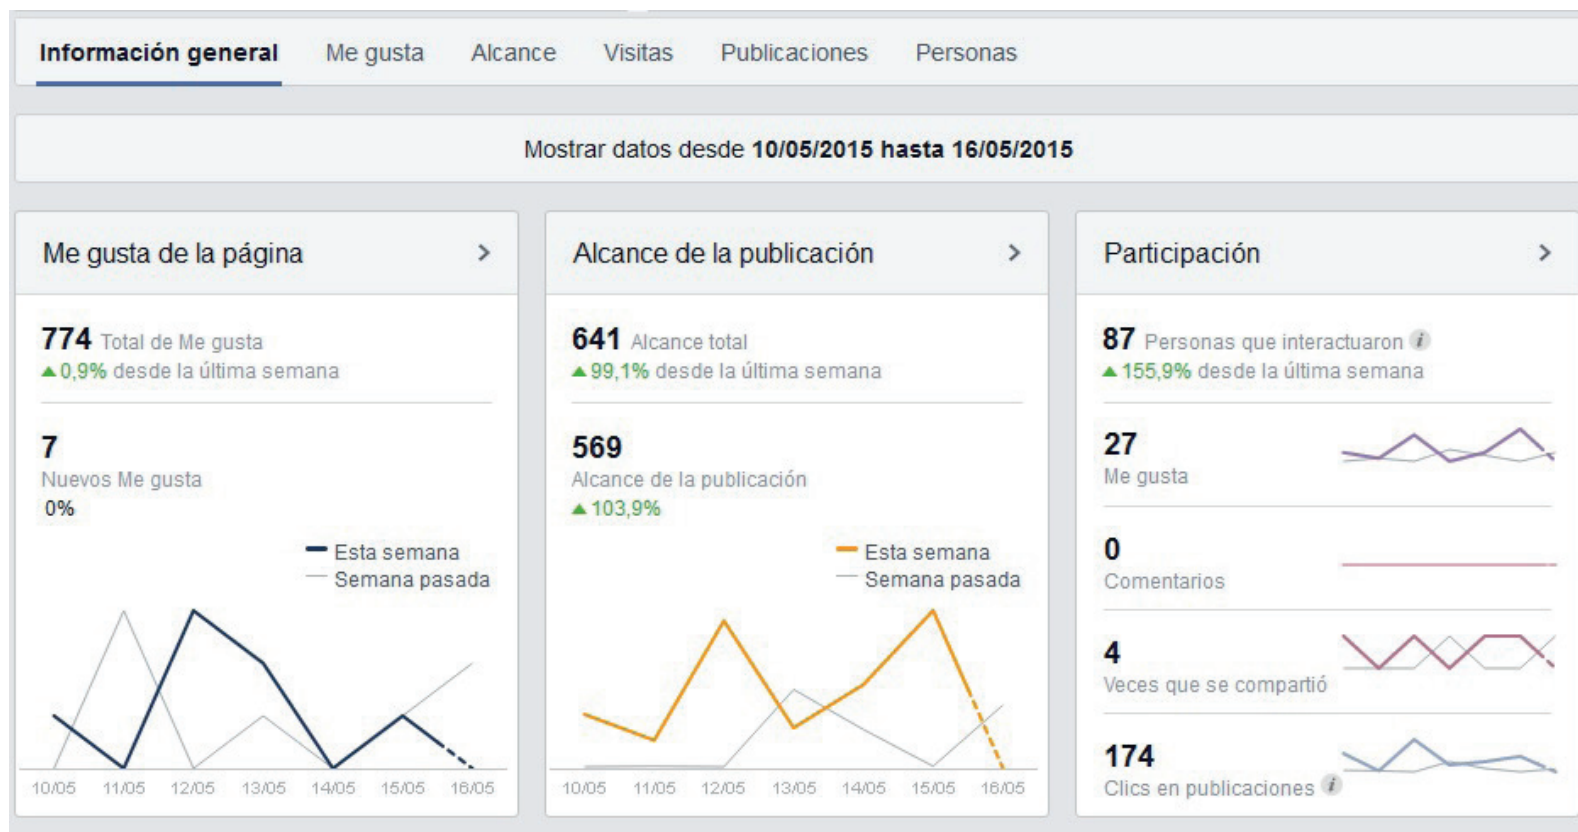 Información general Me gusta Alcance Visitas Publicaciones Personas
Mostrar datos desde 10/05/2015 hasta 16/05/2015
Me gusta de la página
774 Total de Me gusta
0,9% desde la última semana
7
Nuevos Me gusta
0%
Esta semana
Semana pasada
10/05 11/05 12/05 13/05 14/05 15/05 16/05
Alcance de la publicación
641 Alcance total
99,1% desde la última semana
569
Alcance de la publicación
103,9%
Esta semana
Semana pasada
10/05 11/05 12/05 13/05 14/05 15/05 16/05
Participación
87 Personas que interactuaron i
155,9% desde la última semana
27
Me gusta
0
Comentarios
4
Veces que se compartió
174
Clics en publicaciones i